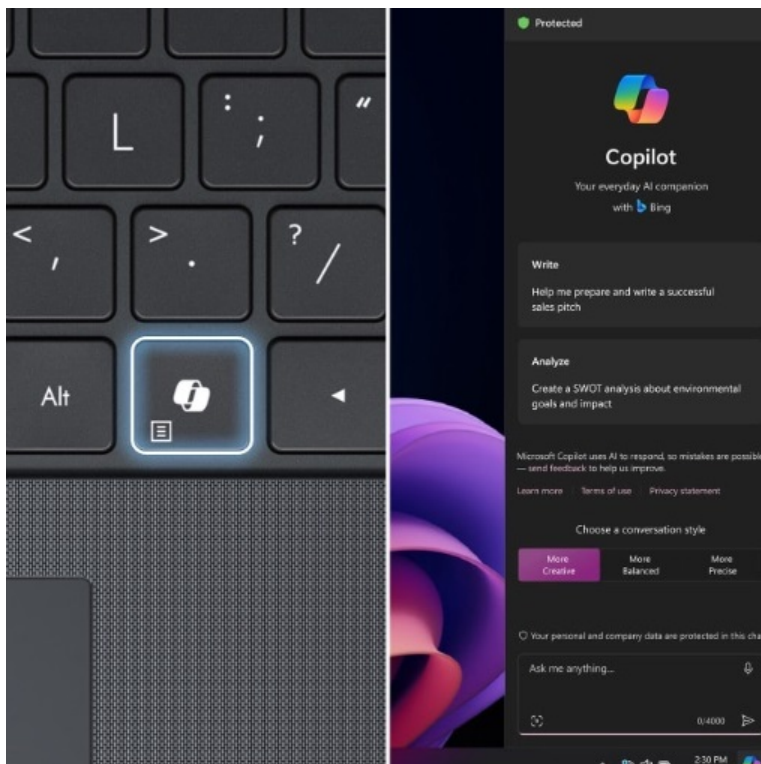 L
:
;
"
<
,
>
.
?
/
Alt
Protected
Copilot
Your everyday AI companion
with Bing
Write
Help me prepare and write a successful
sales pitch
Analyze
Create a SWOT analysis about environmental
goals and impact
Microsoft Copilot uses AI to respond, so mistakes are possible
— send feedback to help us improve.
Learn more Terms of use Privacy statement
Choose a conversation style
More
Creative
More
Balanced
More
Precise
Your personal and company data are protected in this cha
Ask me anything...
0/4000
2:30 PM